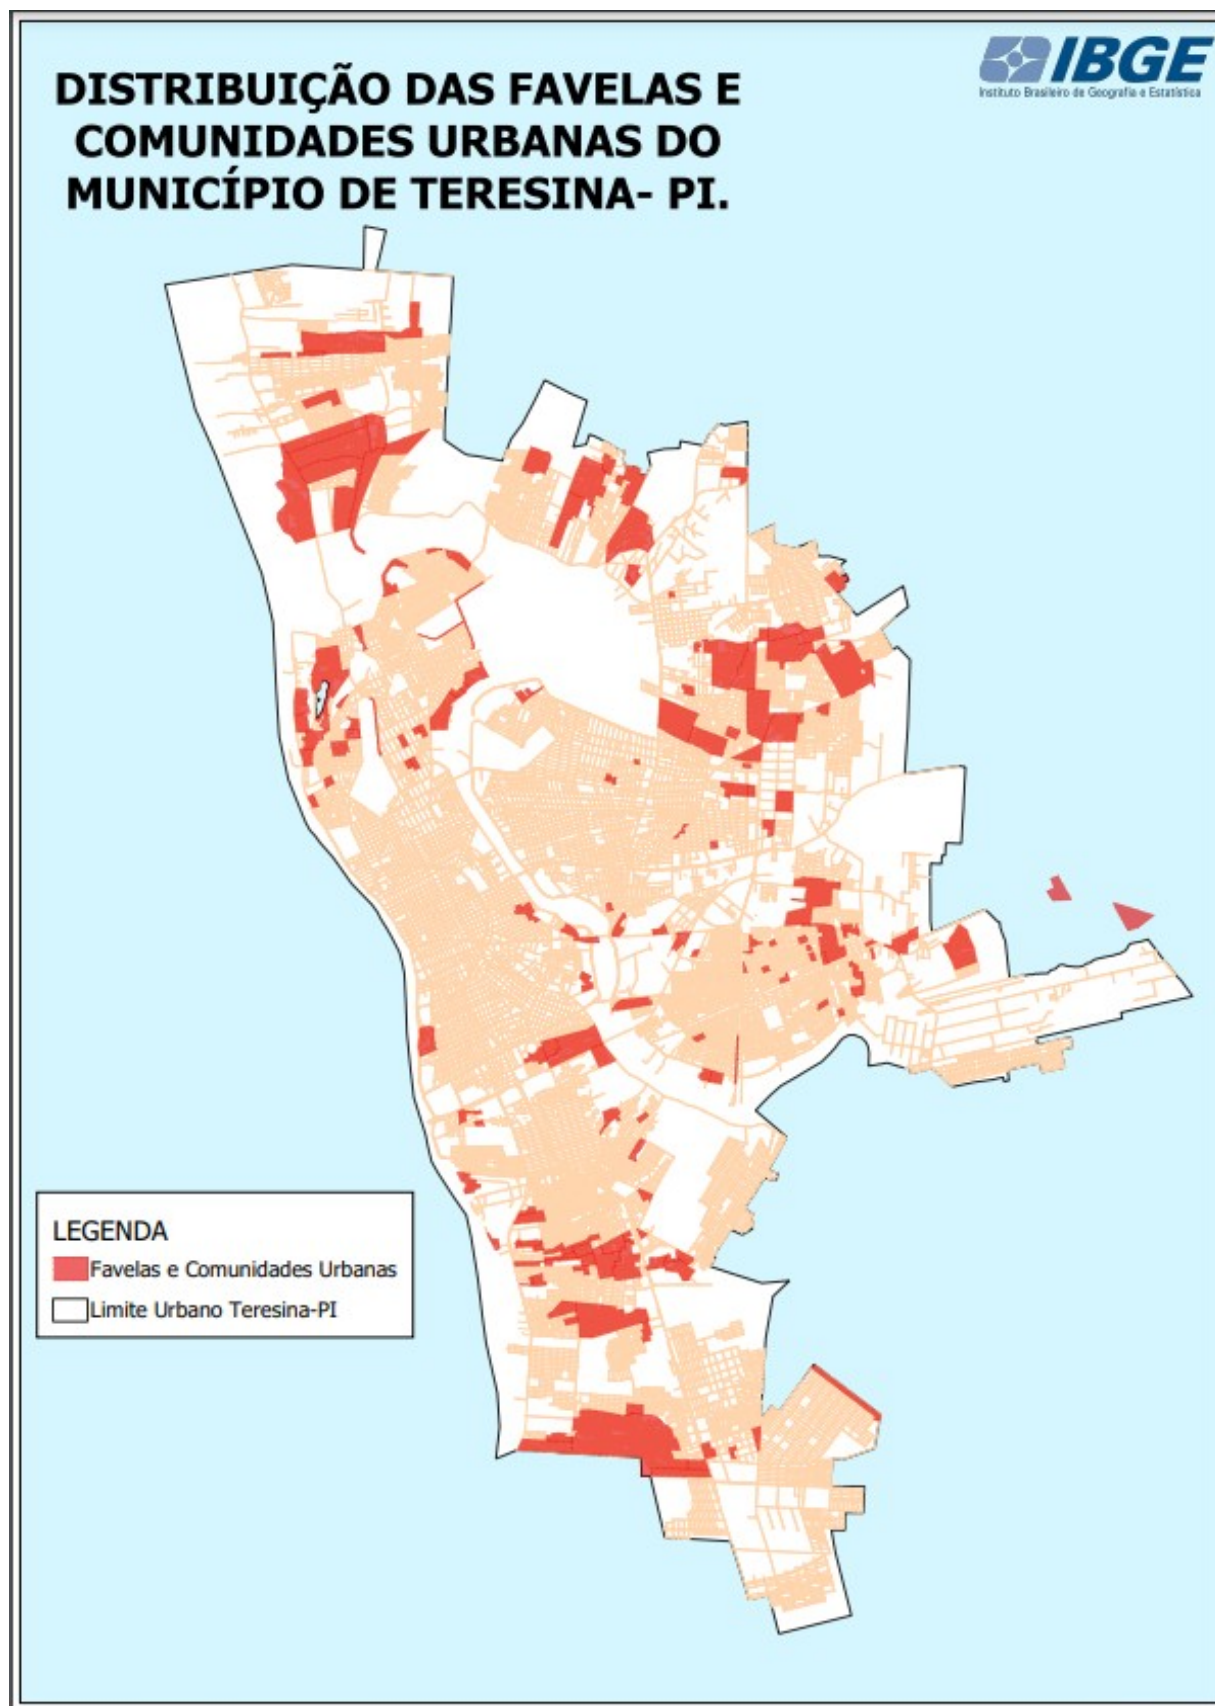 IBGE
Instituto Brasileiro de Geografia e Estatística
DISTRIBUIÇÃO DAS FAVELAS E
COMUNIDADES URBANAS DO
MUNICÍPIO DE TERESINA- PI.
LEGENDA
Favelas e Comunidades Urbanas
Limite Urbano Teresina-PI